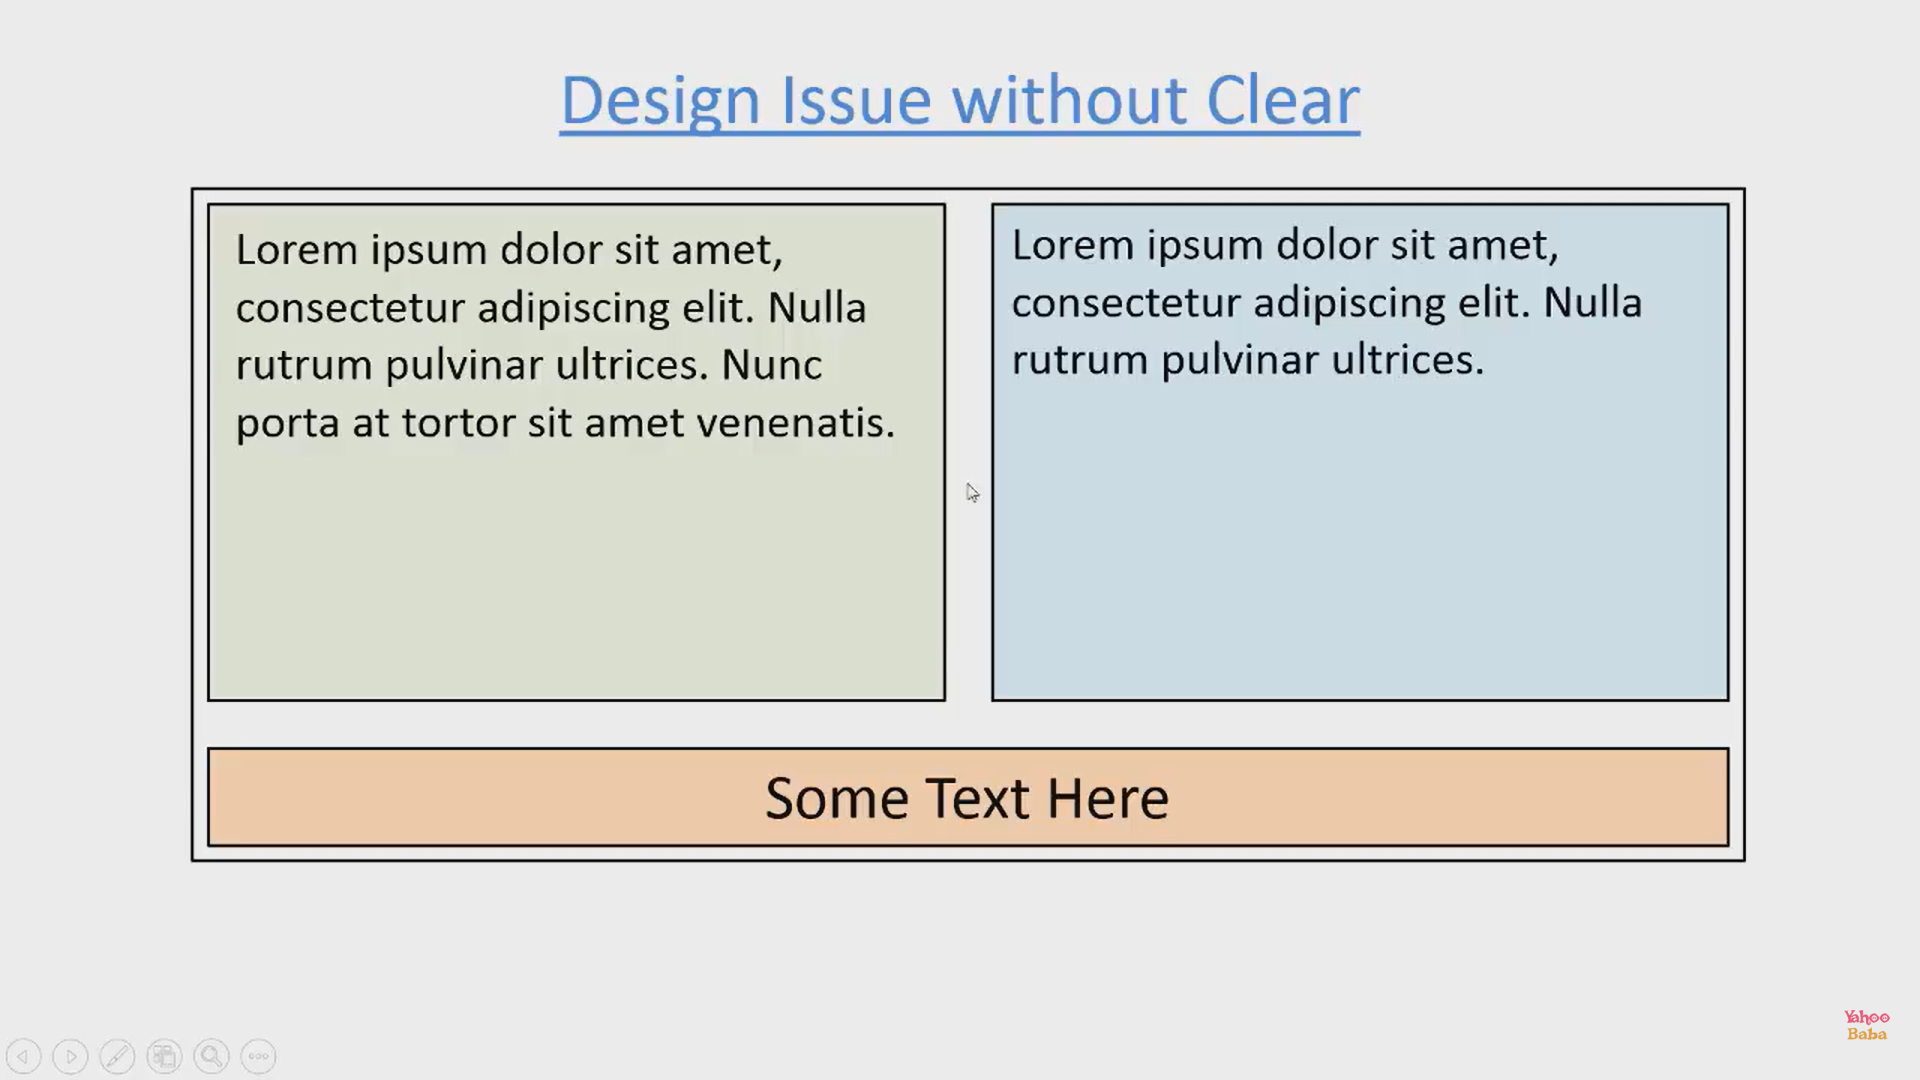 Design Issue without Clear
Lorem ipsum dolor sit amet,
consectetur adipiscing elit. Nulla
rutrum pulvinar ultrices. Nunc
porta at tortor sit amet venenatis.
Lorem ipsum dolor sit amet,
consectetur adipiscing elit. Nulla
rutrum pulvinar ultrices.
Some Text Here
Yahoo
Baba